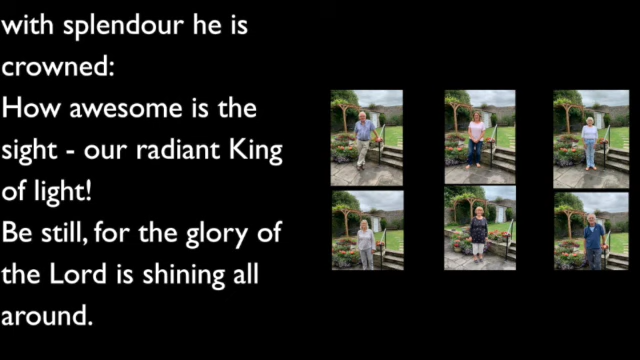 with splendour he is
crowned:
How awesome is the
sight - our radiant King
of light!
Be still, for the glory of
the Lord is shining all
around.